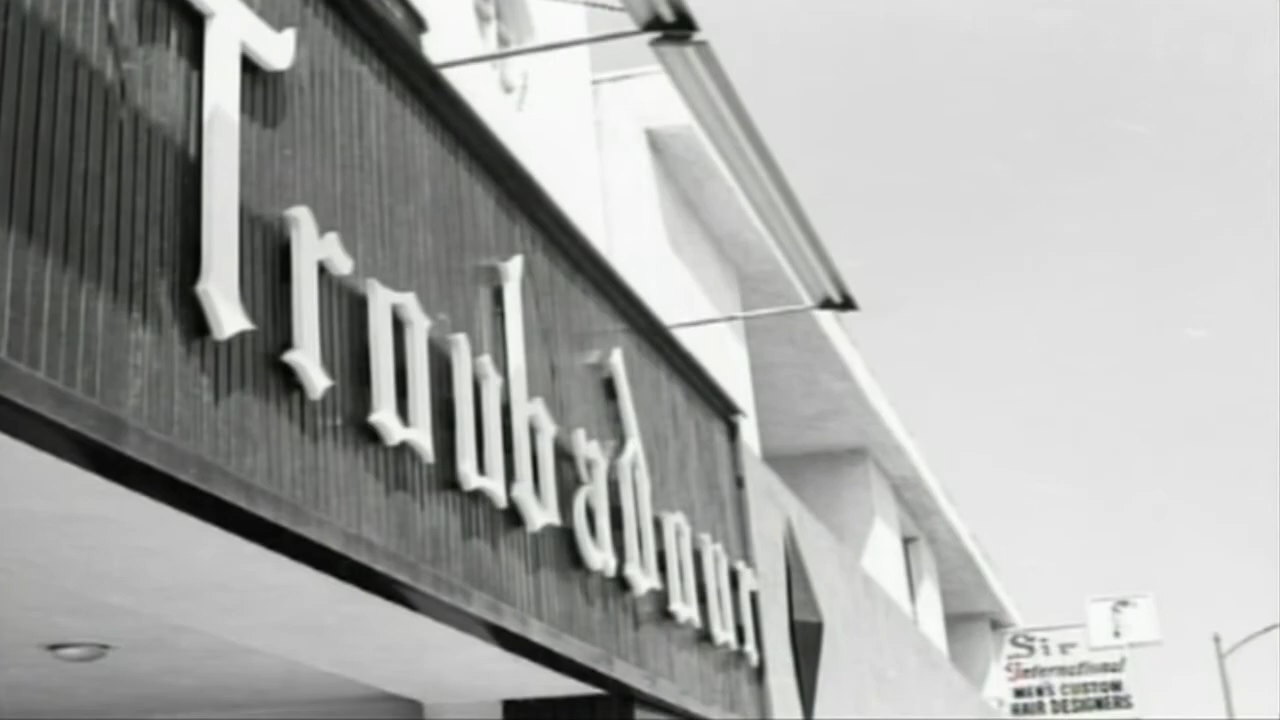 Troubadour
Sir
International
MEN'S CUSTOM
HAIR DESIGNERS